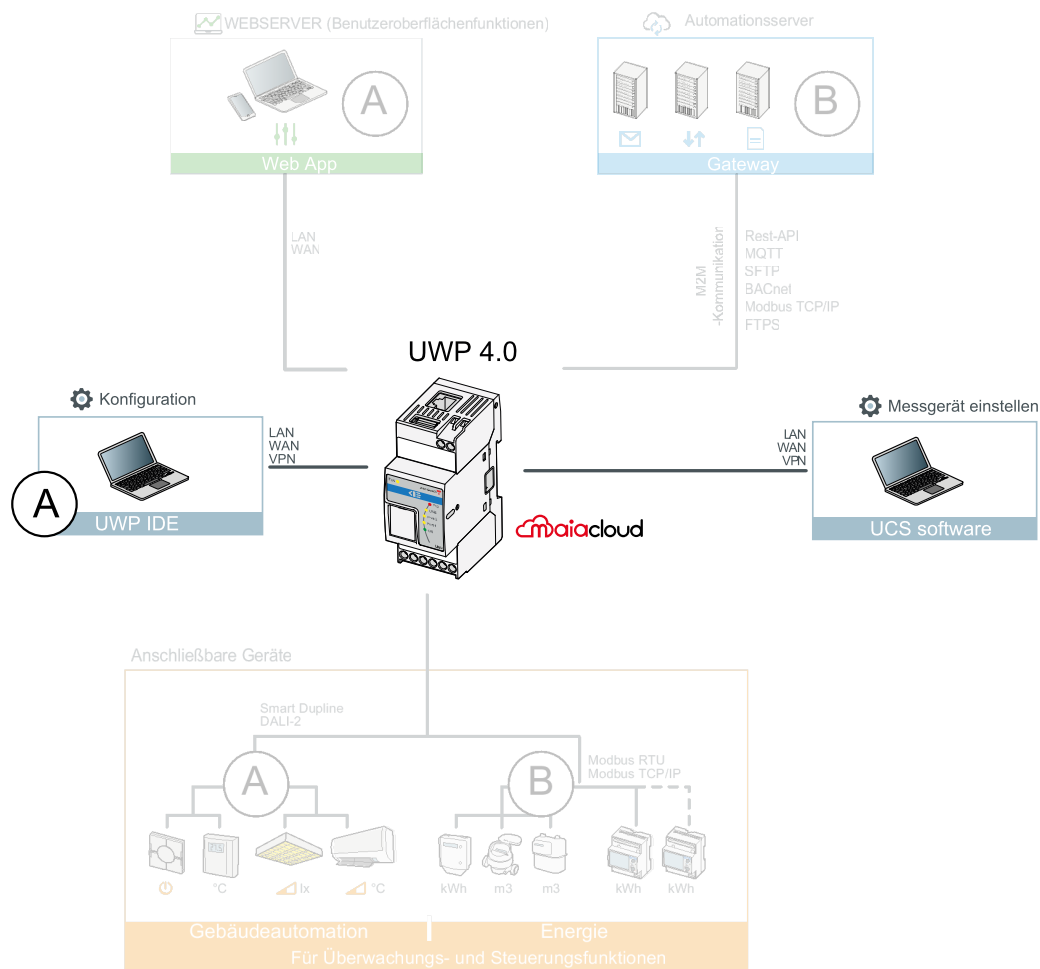 WEBSERVER (Benutzeroberflächenfunktionen)
A
Web App
Automationsserver
B
Gateway
LAN
WAN
M2M
-Kommunikation
Rest-API
MQTT
SFTP
BACnet
Modbus TCP/IP
FTPS
UWP 4.0
Konfiguration
A
UWP IDE
LAN
WAN
VPN
maiacloud
LAN
WAN
VPN
Messgerät einstellen
UCS software
Anschließbare Geräte
Smart Dupline
DALI-2
A
B
Modbus RTU
Modbus TCP/IP
°C
lx
°C
kWh
m3
m3
kWh
kWh
Gebäudeautomation
Energie
Für Überwachungs- und Steuerungsfunktionen